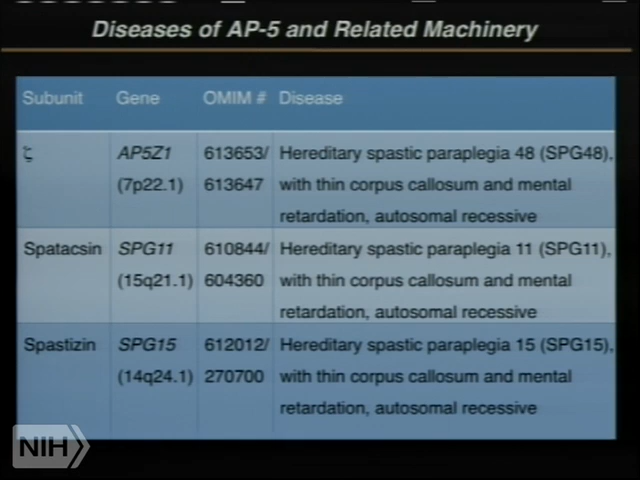 Diseases of AP-5 and Related Machinery
Subunit Gene OMIM # Disease
ζ AP5Z1 613653/ Hereditary spastic paraplegia 48 (SPG48),
(7p22.1) 613647 with thin corpus callosum and mental
retardation, autosomal recessive
Spatacsin SPG11 610844/ Hereditary spastic paraplegia 11 (SPG11),
(15q21.1) 604360 with thin corpus callosum and mental
retardation, autosomal recessive
Spastizin SPG15 612012/ Hereditary spastic paraplegia 15 (SPG15),
(14q24.1) 270700 with thin corpus callosum and mental
retardation, autosomal recessive
NIH